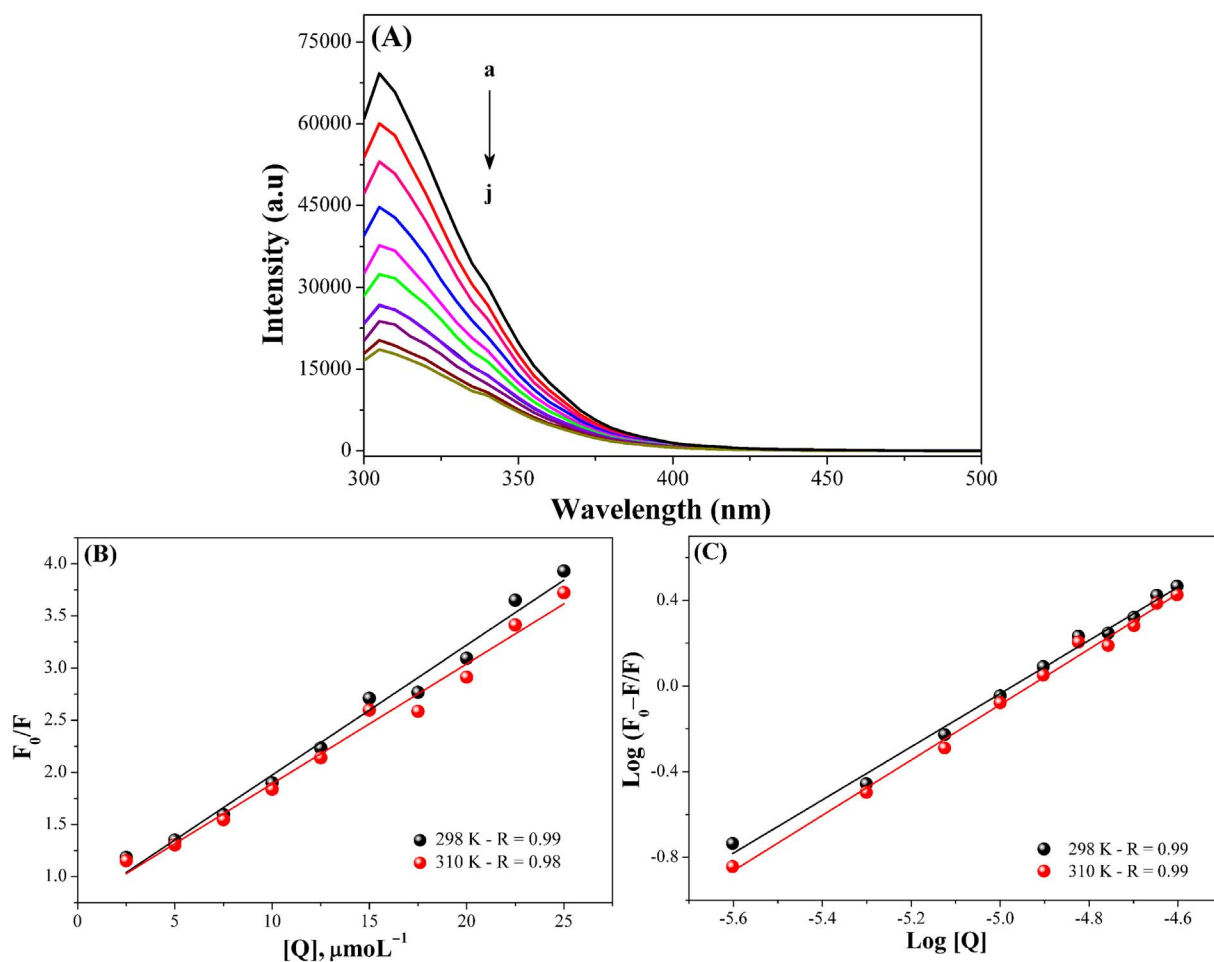 (A)
a
j
75000
60000
45000
30000
15000
0
Intensity (a.u)
300
350
400
450
500
Wavelength (nm)
(B)
4.0
3.5
3.0
2.5
2.0
1.5
1.0
F₀/F
298 K - R = 0.99
310 K - R = 0.98
0
5
10
15
20
25
[Q], μmoL⁻¹
(C)
0.4
0.0
-0.4
-0.8
Log (F₀−F/F)
298 K - R = 0.99
310 K - R = 0.99
-5.6
-5.4
-5.2
-5.0
-4.8
-4.6
Log [Q]